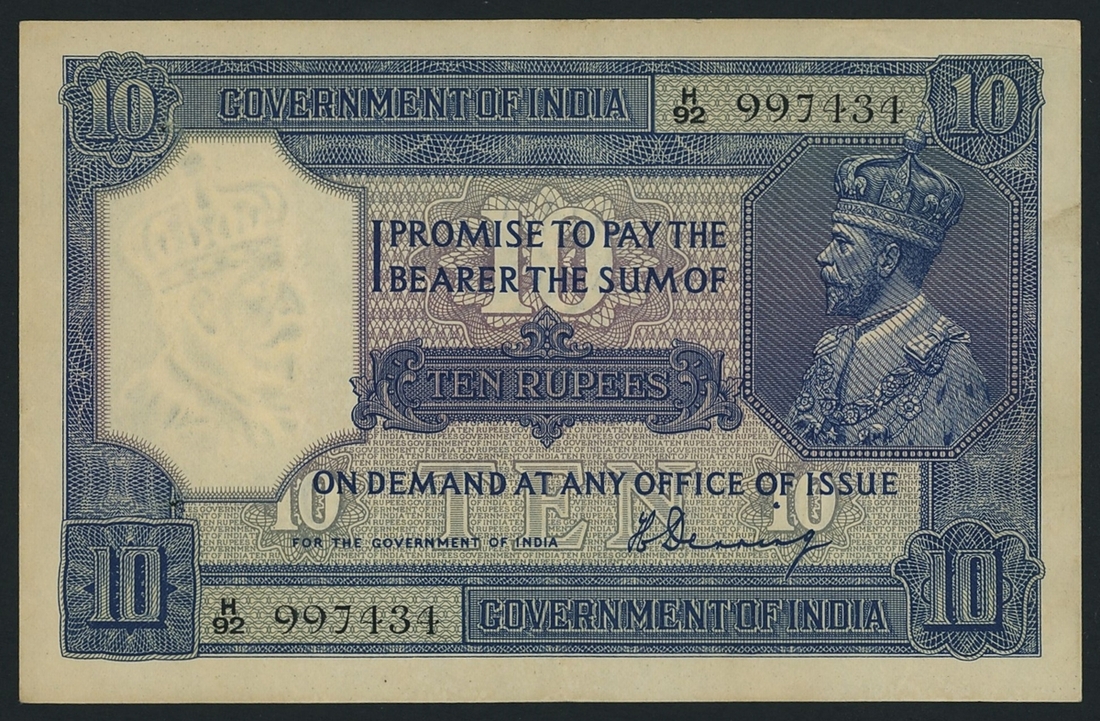 10 GOVERNMENT OF INDIA H/92 997434 10
10
I PROMISE TO PAY THE
BEARER THE SUM OF
TEN RUPEES
TEN
ON DEMAND AT ANY OFFICE OF ISSUE
10 10
FOR THE GOVERNMENT OF INDIA H Denning
10 H/92 997434 GOVERNMENT OF INDIA 10